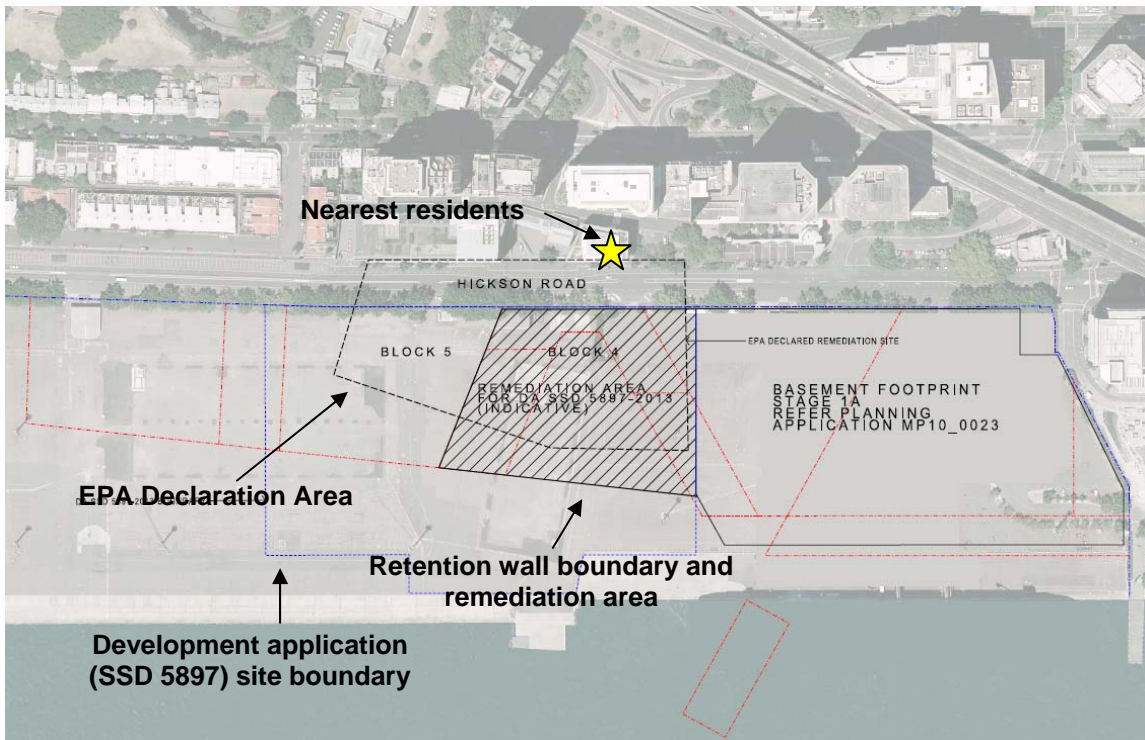 Nearest residents
HICKSON ROAD
BLOCK 5
BLOCK 4
EPA DECLARED REMEDIATION SITE
REMEDIATION AREA
FOR DA SSD 5897-2013
(INDICATIVE)
BASEMENT FOOTPRINT
STAGE 1A
REFER PLANNING
APPLICATION MP10_0023
EPA Declaration Area
Retention wall boundary and
remediation area
Development application
(SSD 5897) site boundary